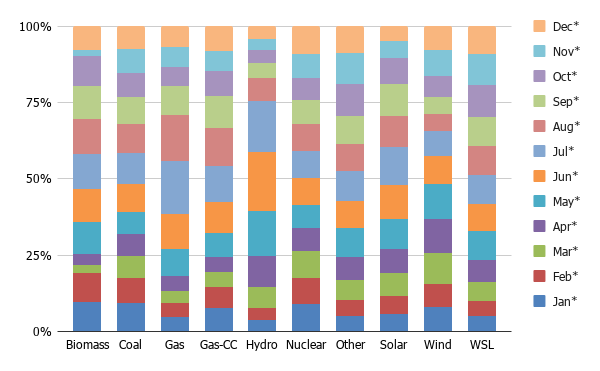 100%
75%
50%
25%
0%
Biomass Coal Gas Gas-CC Hydro Nuclear Other Solar Wind WSL
Dec*
Nov*
Oct*
Sep*
Aug*
Jul*
Jun*
May*
Apr*
Mar*
Feb*
Jan*